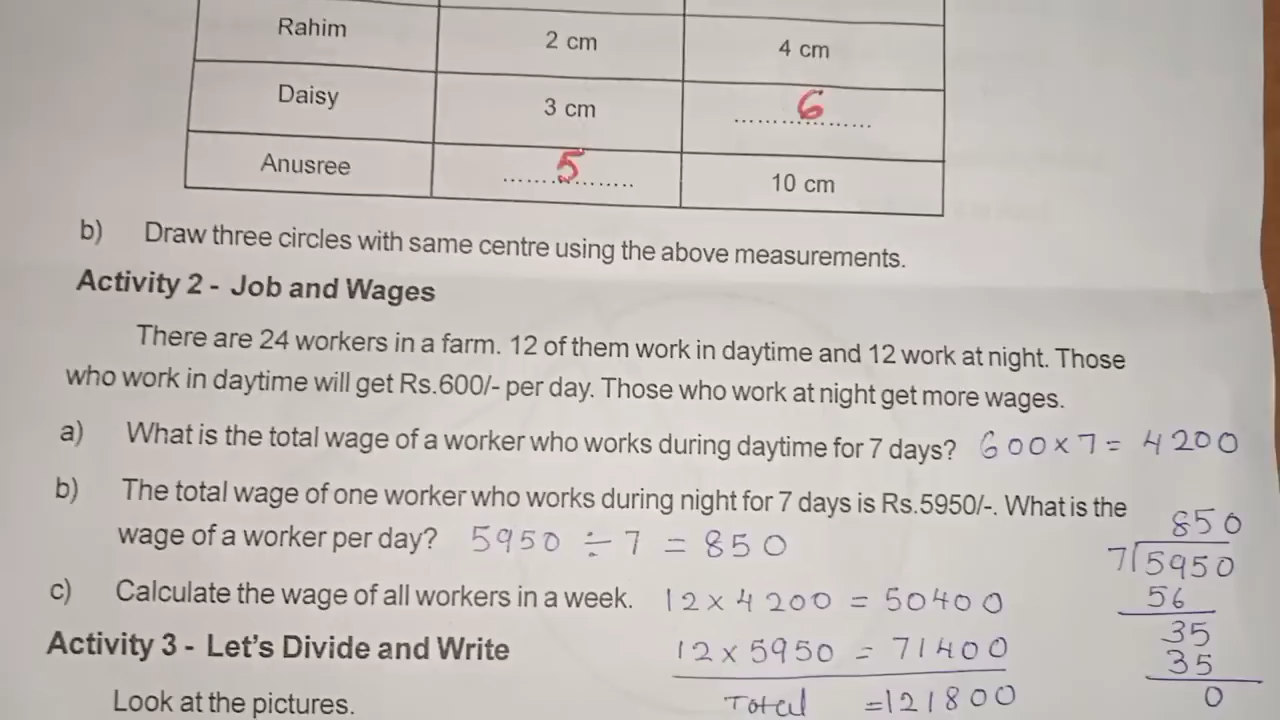 Rahim 2 cm 4 cm
Daisy 3 cm 6
Anusree 5 10 cm
b) Draw three circles with same centre using the above measurements.
Activity 2 - Job and Wages
There are 24 workers in a farm. 12 of them work in daytime and 12 work at night. Those
who work in daytime will get Rs.600/- per day. Those who work at night get more wages.
a) What is the total wage of a worker who works during daytime for 7 days? 600 × 7 = 4200
b) The total wage of one worker who works during night for 7 days is Rs.5950/-. What is the
wage of a worker per day? 5950 ÷ 7 = 850
850
7 5950
56
35
35
0
c) Calculate the wage of all workers in a week. 12 × 4200 = 50400
12 × 5950 = 71400
Total = 121800
Activity 3 - Let's Divide and Write
Look at the pictures.